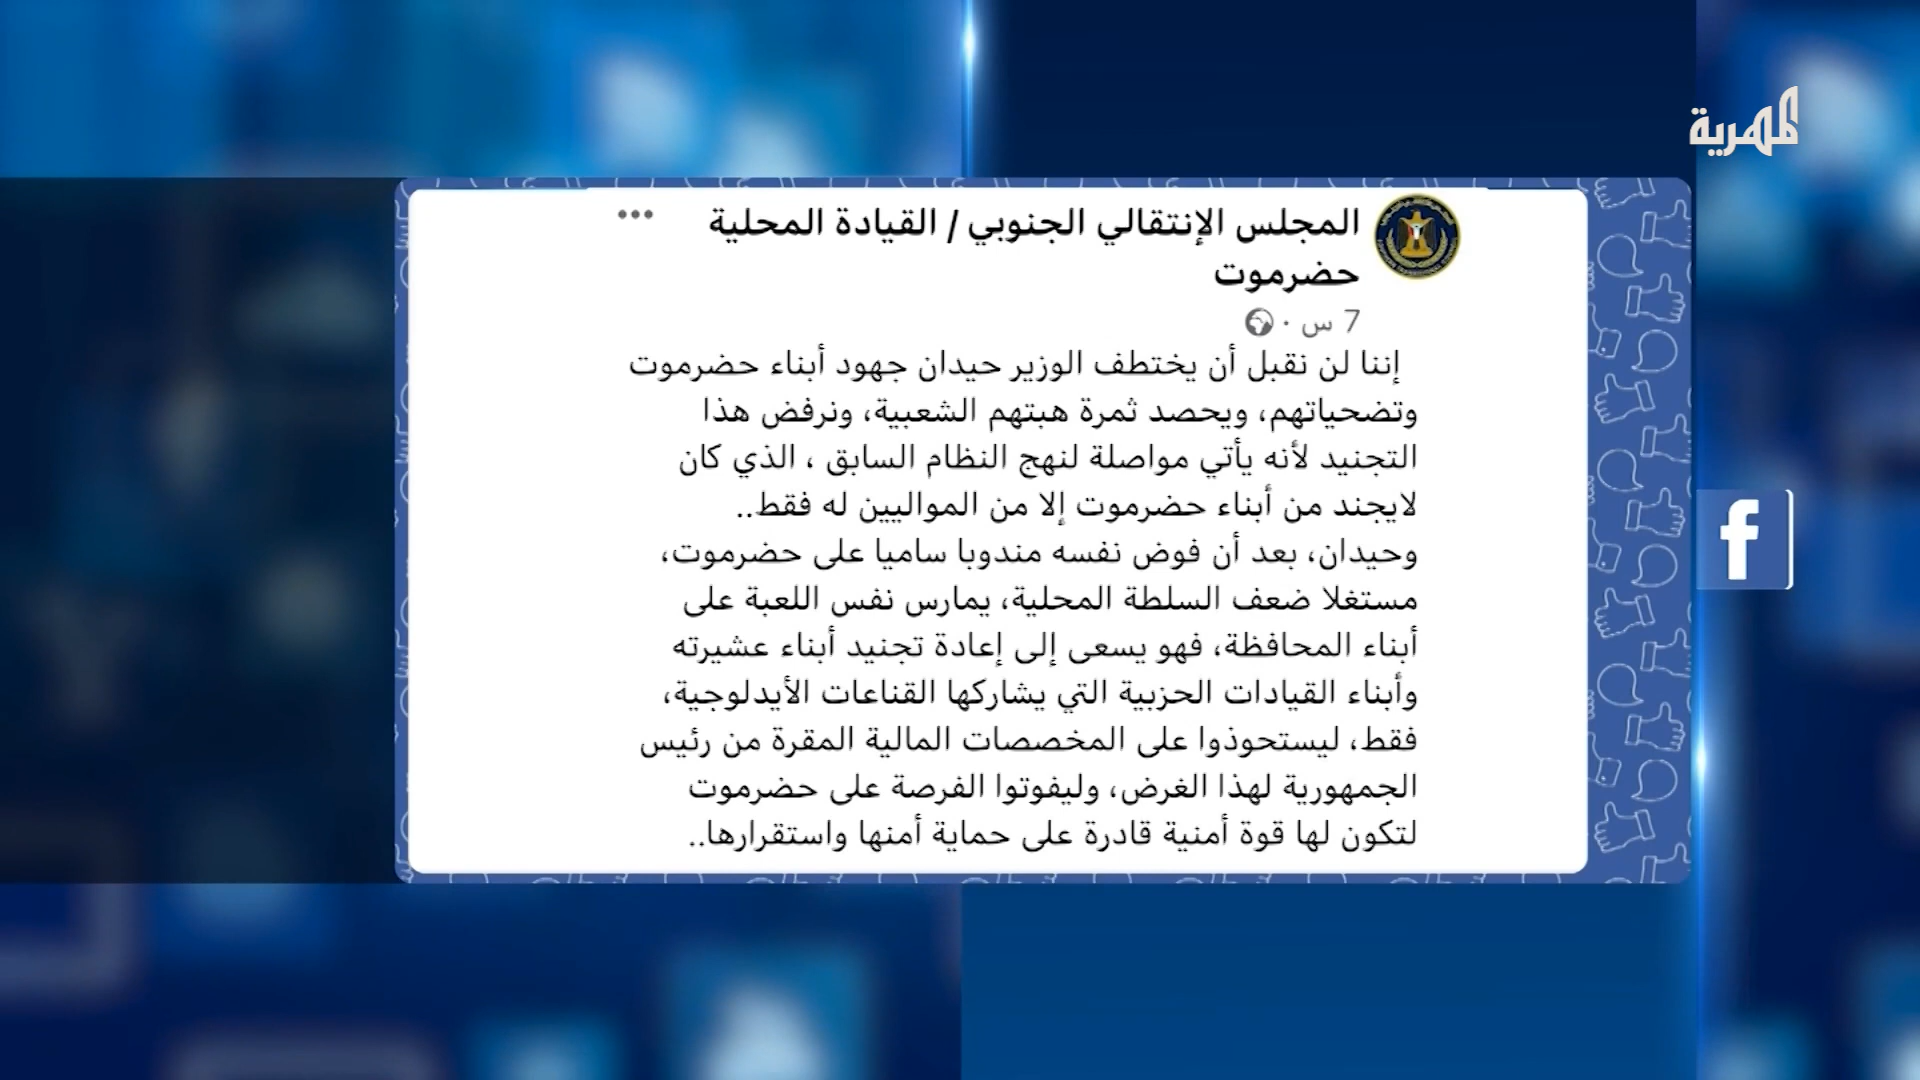 المهرية
المجلس الإنتقالي الجنوبي / القيادة المحلية
حضرموت
7 س ·
إننا لن نقبل أن يختطف الوزير حيدان جهود أبناء حضرموت
وتضحياتهم، ويحصد ثمرة هبتهم الشعبية، ونرفض هذا
التجنيد لأنه يأتي مواصلة لنهج النظام السابق ، الذي كان
لايجند من أبناء حضرموت إلا من المواليين له فقط..
وحيدان، بعد أن فوض نفسه مندوبا ساميا على حضرموت،
مستغلا ضعف السلطة المحلية، يمارس نفس اللعبة على
أبناء المحافظة، فهو يسعى إلى إعادة تجنيد أبناء عشيرته
وأبناء القيادات الحزبية التي يشاركها القناعات الأيدلوجية،
فقط، ليستحوذوا على المخصصات المالية المقرة من رئيس
الجمهورية لهذا الغرض، وليفوتوا الفرصة على حضرموت
لتكون لها قوة أمنية قادرة على حماية أمنها واستقرارها..
f